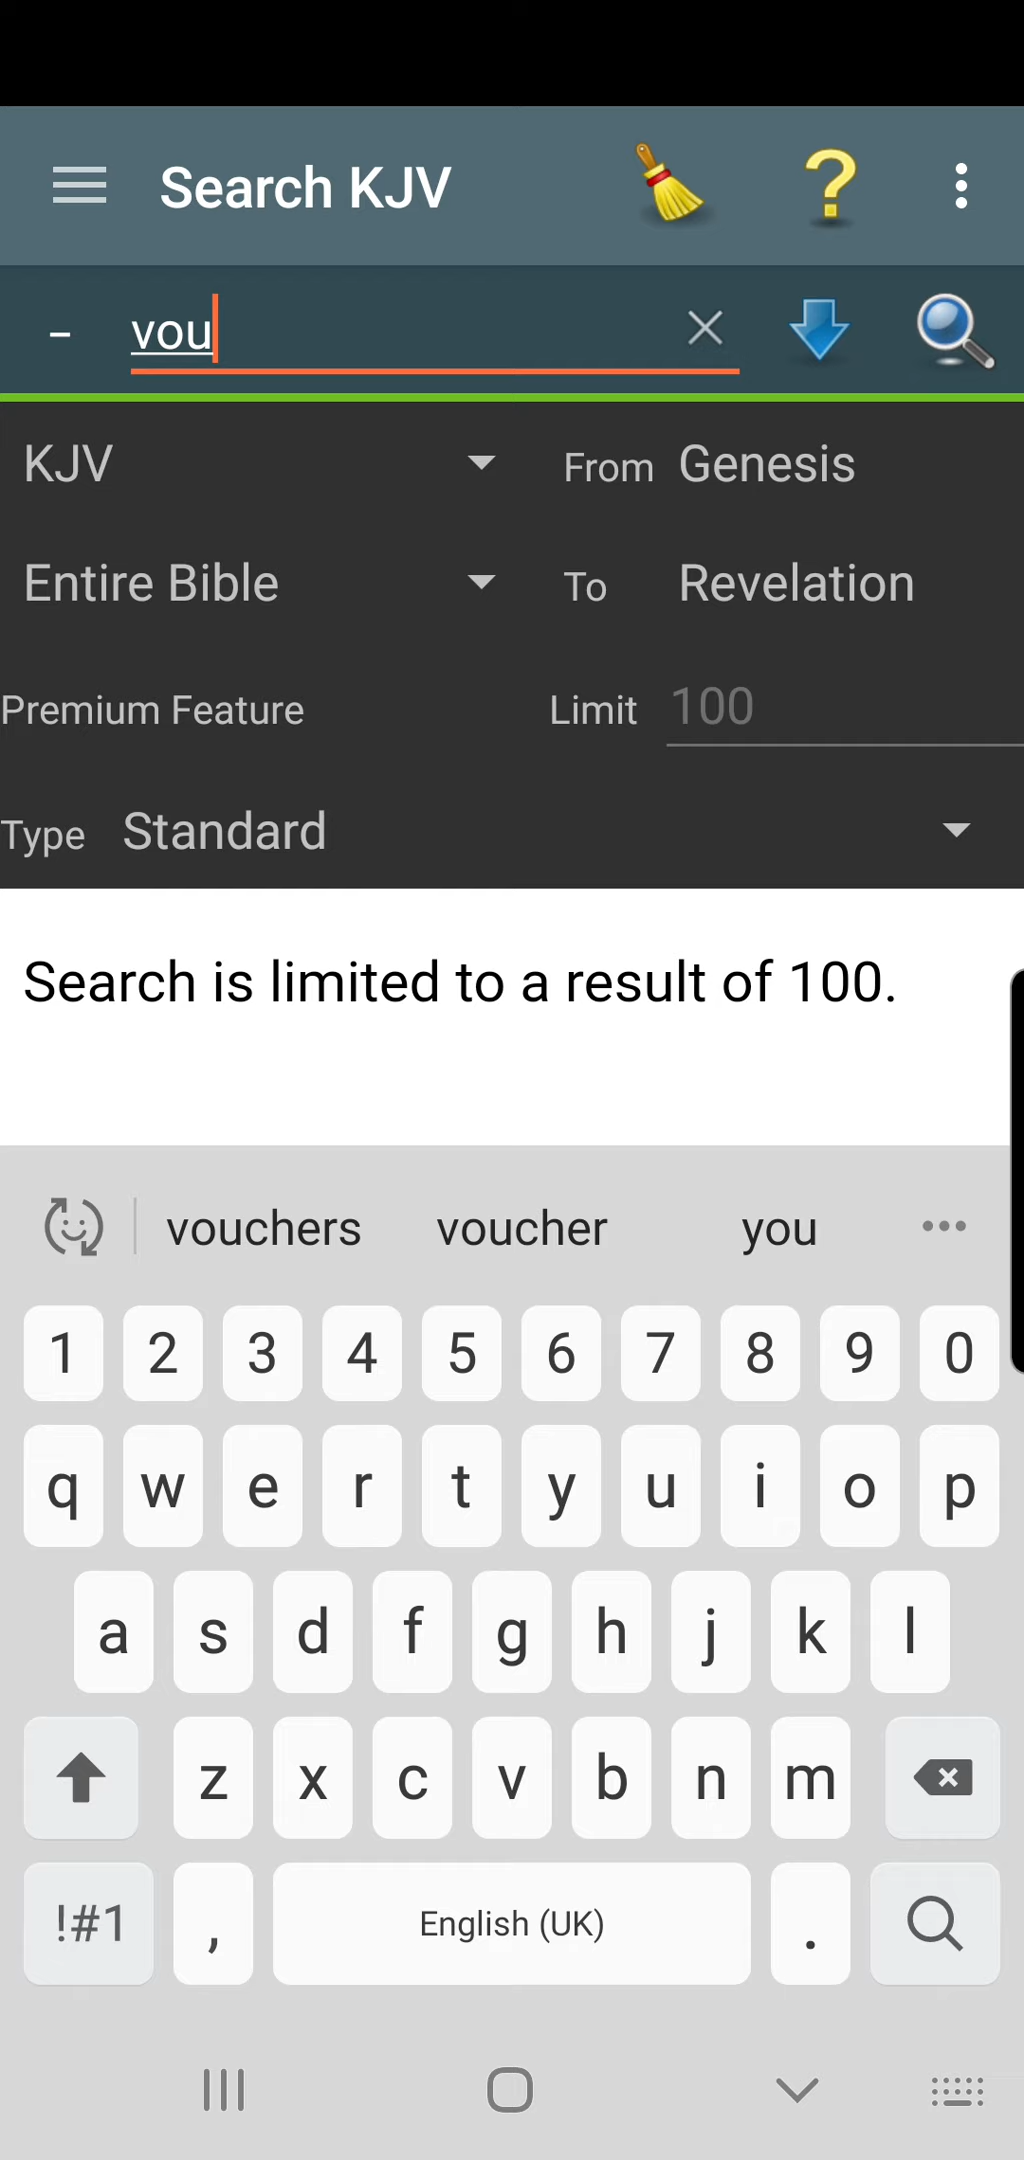 Search KJV
- vou
KJV From Genesis
Entire Bible To Revelation
Premium Feature Limit 100
Type Standard
Search is limited to a result of 100.
vouchers voucher you
1 2 3 4 5 6 7 8 9 0
q w e r t y u i o p
a s d f g h j k l
z x c v b n m
!#1 , English (UK) .